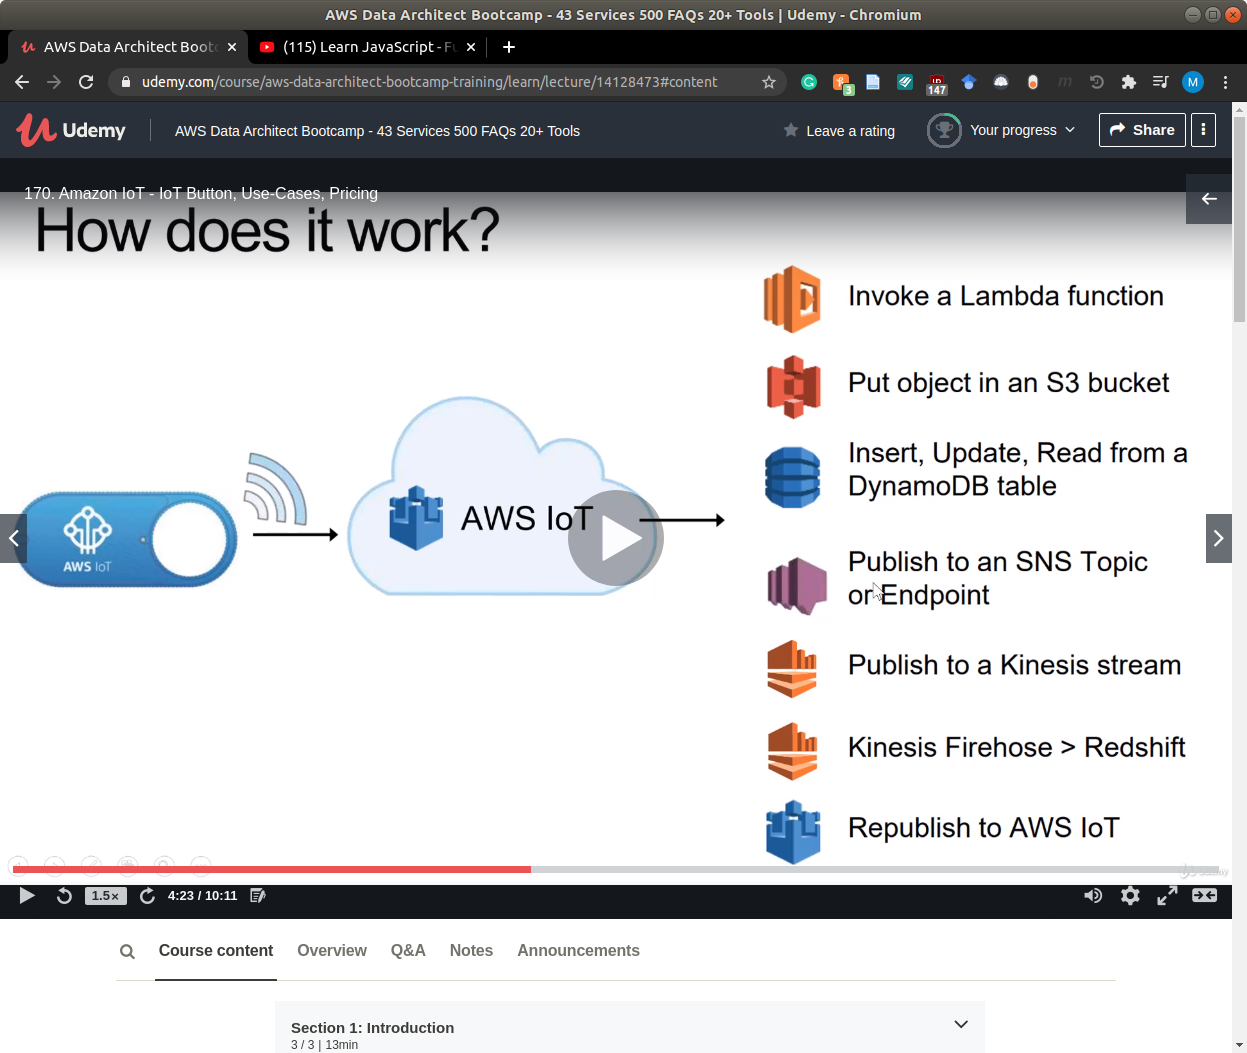 AWS Data Architect Bootcamp - 43 Services 500 FAQs 20+ Tools | Udemy - Chromium
AWS Data Architect Bootc
(115) Learn JavaScript - Fu
udemy.com/course/aws-data-architect-bootcamp-training/learn/lecture/14128473#content
3
147
M
Udemy
AWS Data Architect Bootcamp - 43 Services 500 FAQs 20+ Tools
Leave a rating
Your progress
Share
170. Amazon IoT - IoT Button, Use-Cases, Pricing
How does it work?
Invoke a Lambda function
Put object in an S3 bucket
Insert, Update, Read from a
DynamoDB table
AWS IoT
AWS IoT
Publish to an SNS Topic
or Endpoint
Publish to a Kinesis stream
Kinesis Firehose > Redshift
Republish to AWS IoT
1.5×
4:23 / 10:11
Course content
Overview
Q&A
Notes
Announcements
Section 1: Introduction
3 / 3 | 13min